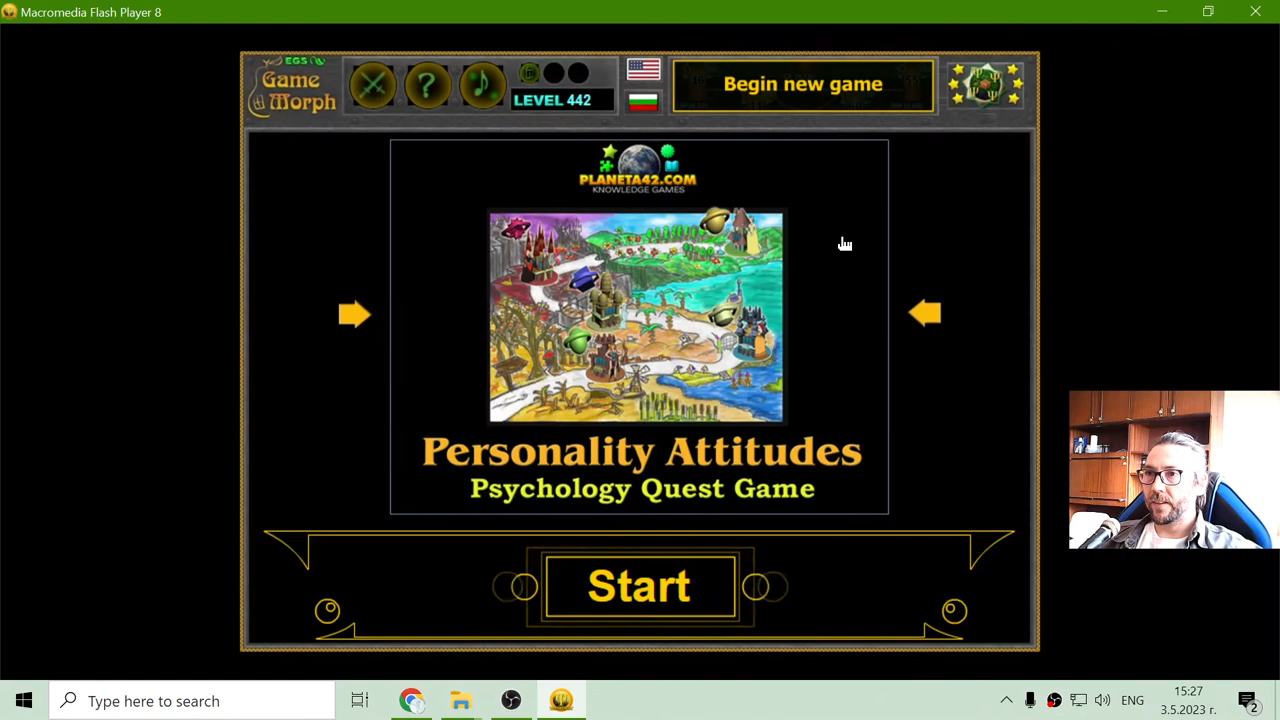 Macromedia Flash Player 8
EGS
Game
Morph
?
LEVEL 442
Begin new game
PLANETA42.COM
KNOWLEDGE GAMES
Personality Attitudes
Psychology Quest Game
Start
Type here to search
ENG
15:27
3.5.2023 г.
2